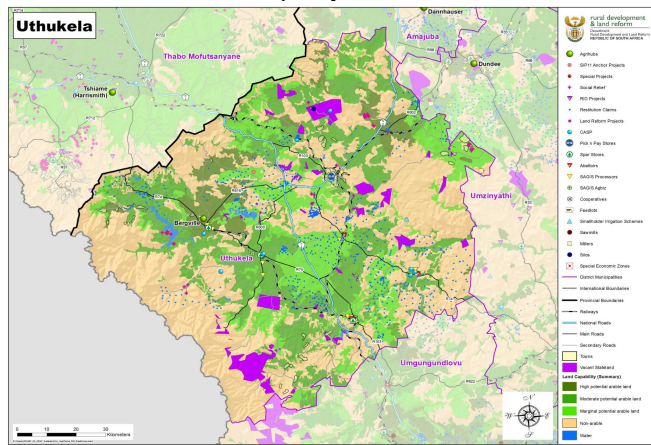 Uthukela
Dannhauser
Amajuba
Thabo Mofutsanyane
Dundee
Tshiame
(Harrismith)
Umzinyathi
Bergville
Uthukela
Umgungundlovu
N
W
E
S
0 10 20 30
Kilometers
rural development
& land reform
Department:
Rural Development and Land Reform
REPUBLIC OF SOUTH AFRICA
Agrihubs
SIP11 Anchor Projects
Special Projects
Social Relief
RID Projects
Restitution Claims
Land Reform Projects
CASP
Pick n Pay Stores
Spar Stores
Abattoirs
SAGIS Processors
SAGIS Agbiz
Cooperatives
Feedlots
Smallholder Irrigation Schemes
Sawmills
Millers
Silos
Special Economic Zones
District Municipalities
International Boundaries
Provincial Boundaries
Railways
National Roads
Main Roads
Secondary Roads
Towns
Vacant Stateland
Land Capability (Summary)
High potential arable land
Moderate potential arable land
Marginal potential arable land
Non-arable
Water